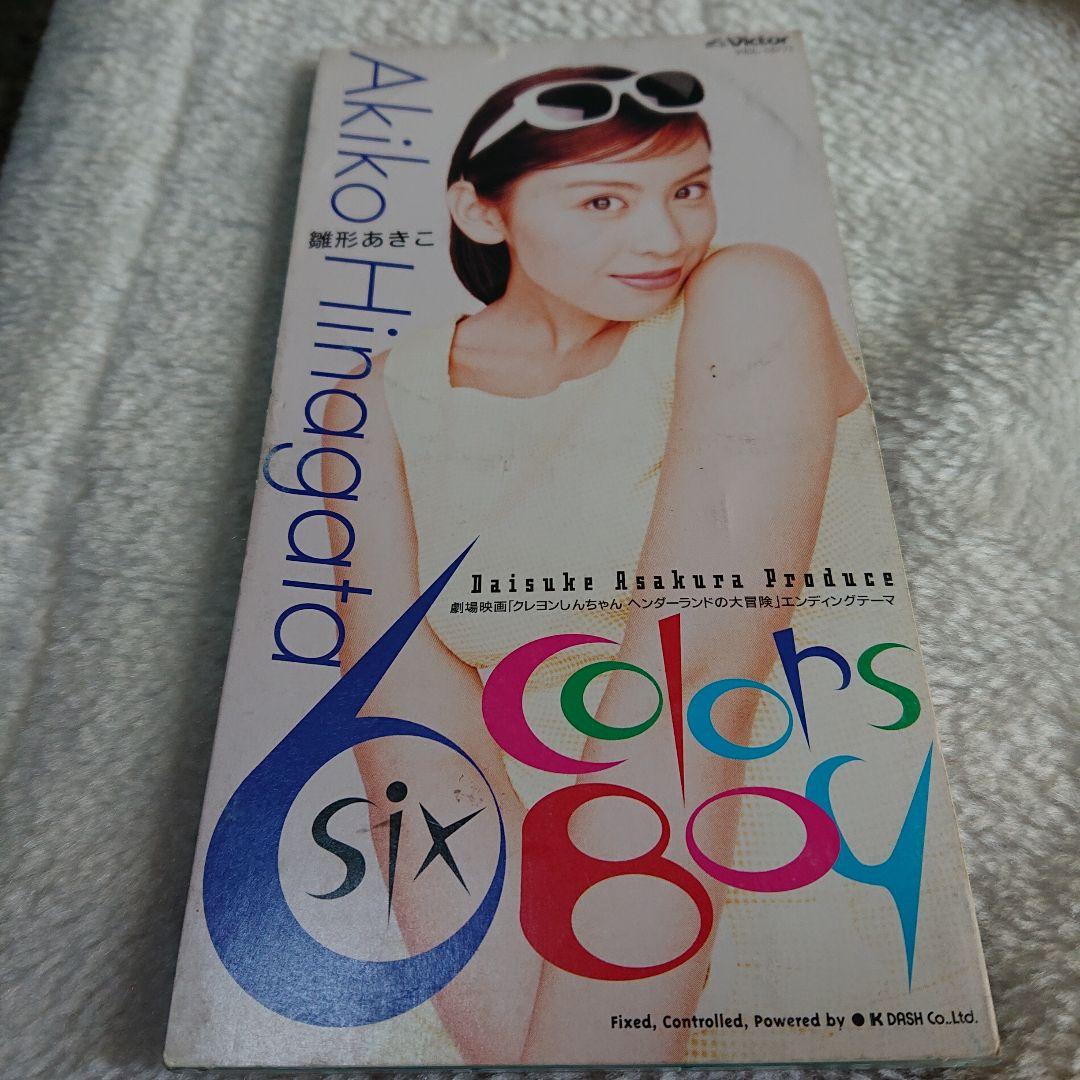 Victor
Akiko Hinagata
雛形あきこ
Daisuke Asakura Produce
劇場映画「クレヨンしんちゃん ヘンダーランドの大冒険」エンディングテーマ
6
six
Colors
Boy
Fixed, Controlled, Powered by ● K DASH Co.,Ltd.